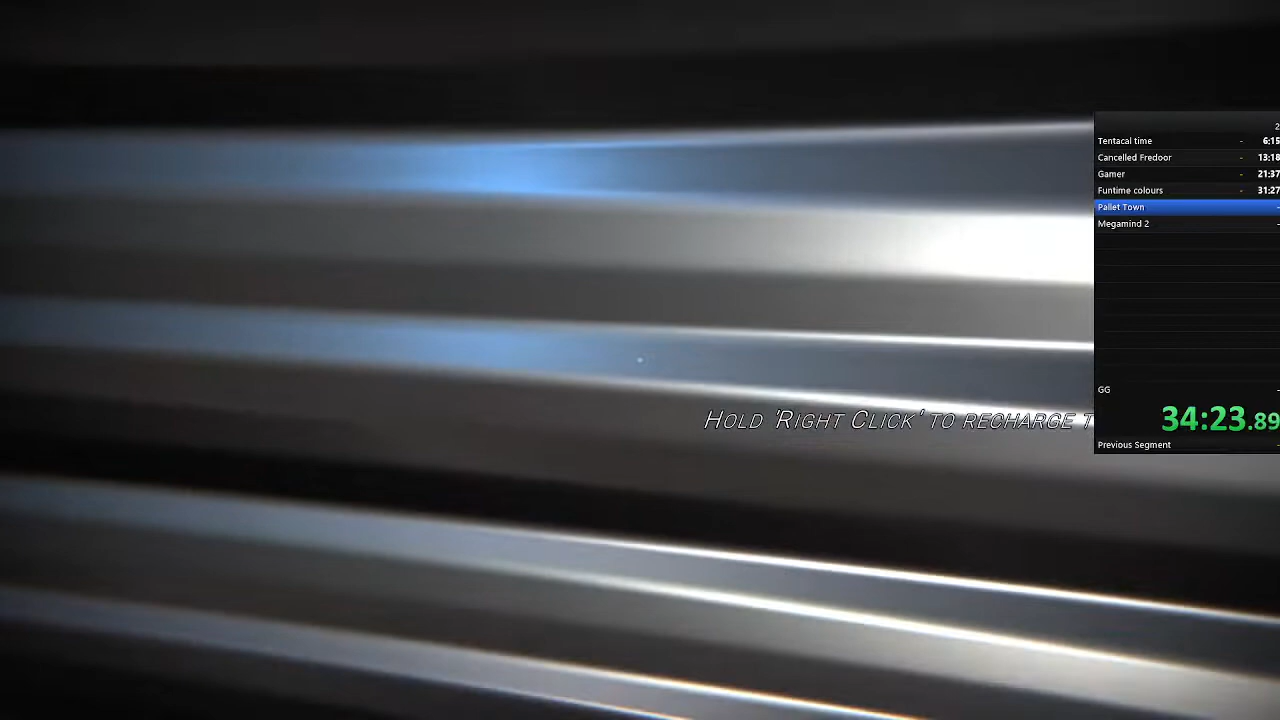 2
Tentacal time - 6:15
Cancelled Fredoor - 13:18
Gamer - 21:37
Funtime colours - 31:27
Pallet Town -
Megamind 2 -
GG -
HOLD 'RIGHT CLICK' TO RECHARGE T
34:23.89
Previous Segment -